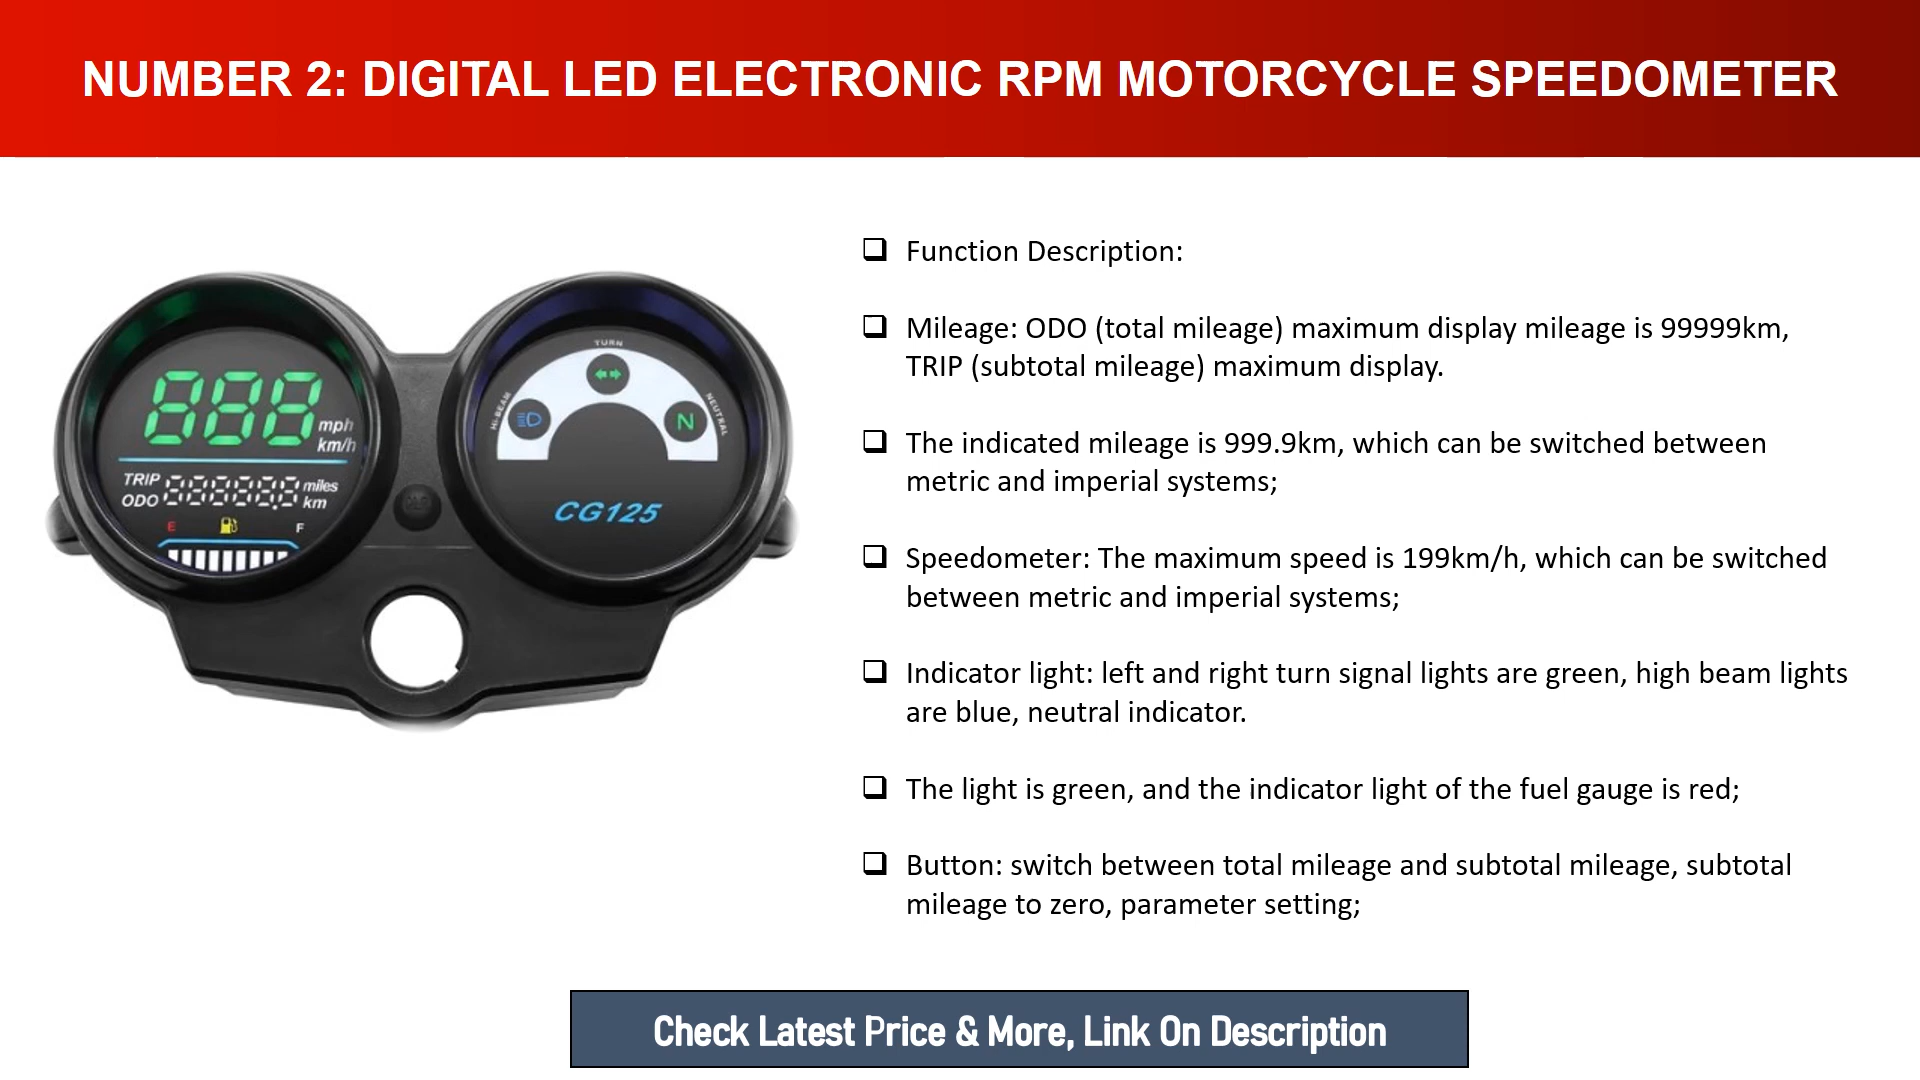 NUMBER 2: DIGITAL LED ELECTRONIC RPM MOTORCYCLE SPEEDOMETER
888
mph
km/h
TRIP
ODO
888888.8
miles
km
E
F
TURN
HI-BEAM
NEUTRAL
N
CG125
Function Description:
Mileage: ODO (total mileage) maximum display mileage is 99999km,
TRIP (subtotal mileage) maximum display.
The indicated mileage is 999.9km, which can be switched between
metric and imperial systems;
Speedometer: The maximum speed is 199km/h, which can be switched
between metric and imperial systems;
Indicator light: left and right turn signal lights are green, high beam lights
are blue, neutral indicator.
The light is green, and the indicator light of the fuel gauge is red;
Button: switch between total mileage and subtotal mileage, subtotal
mileage to zero, parameter setting;
Check Latest Price & More, Link On Description